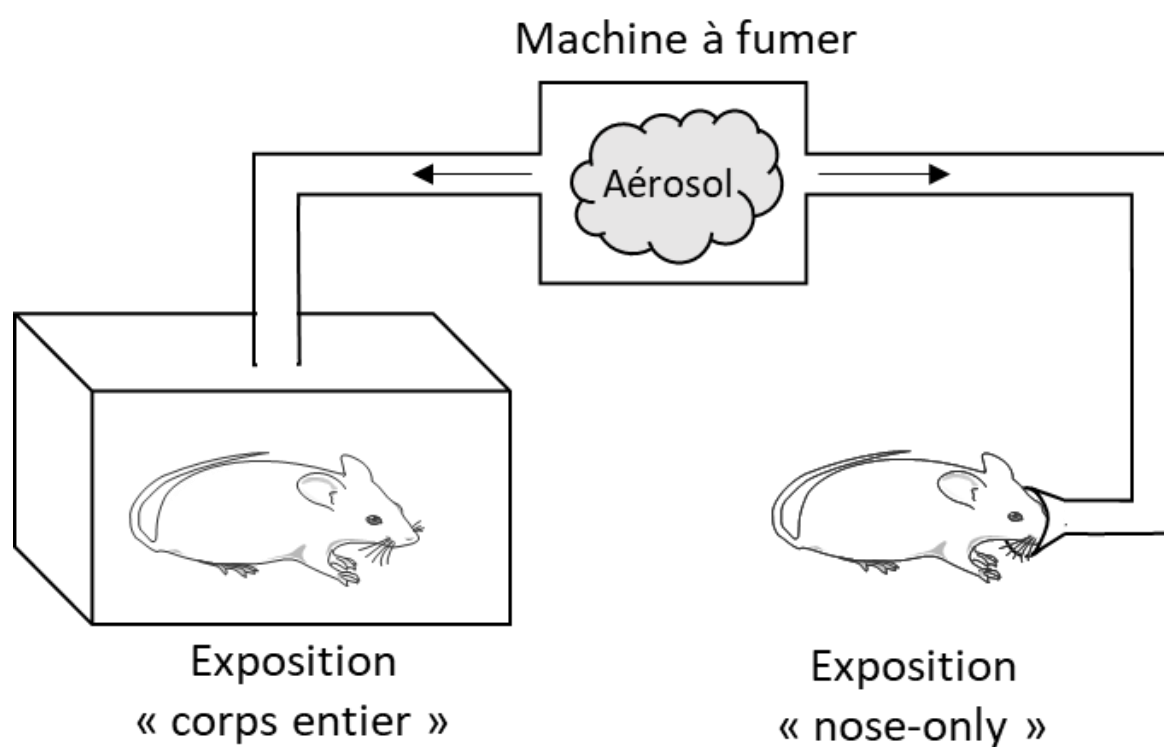 Machine à fumer
Aérosol
Exposition
« corps entier »
Exposition
« nose-only »